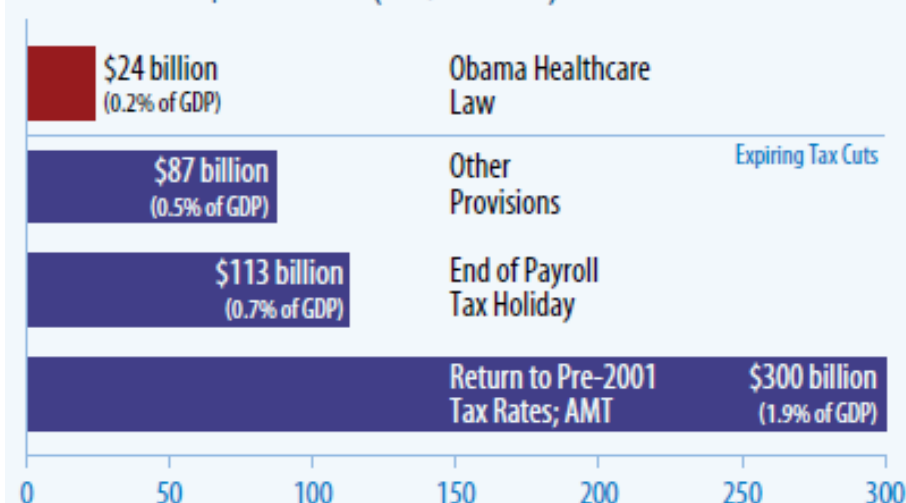 $24 billion
(0.2% of GDP)
Obama Healthcare
Law
Expiring Tax Cuts
$87 billion
(0.5% of GDP)
Other
Provisions
$113 billion
(0.7% of GDP)
End of Payroll
Tax Holiday
Return to Pre-2001
Tax Rates; AMT
$300 billion
(1.9% of GDP)
0 50 100 150 200 250 300